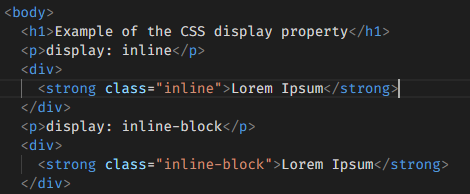 <body>
<h1>Example of the CSS display property</h1>
<p>display: inline</p>
<div>
<strong class="inline">Lorem Ipsum</strong>
</div>
<p>display: inline-block</p>
<div>
<strong class="inline-block">Lorem Ipsum</strong>
</div>